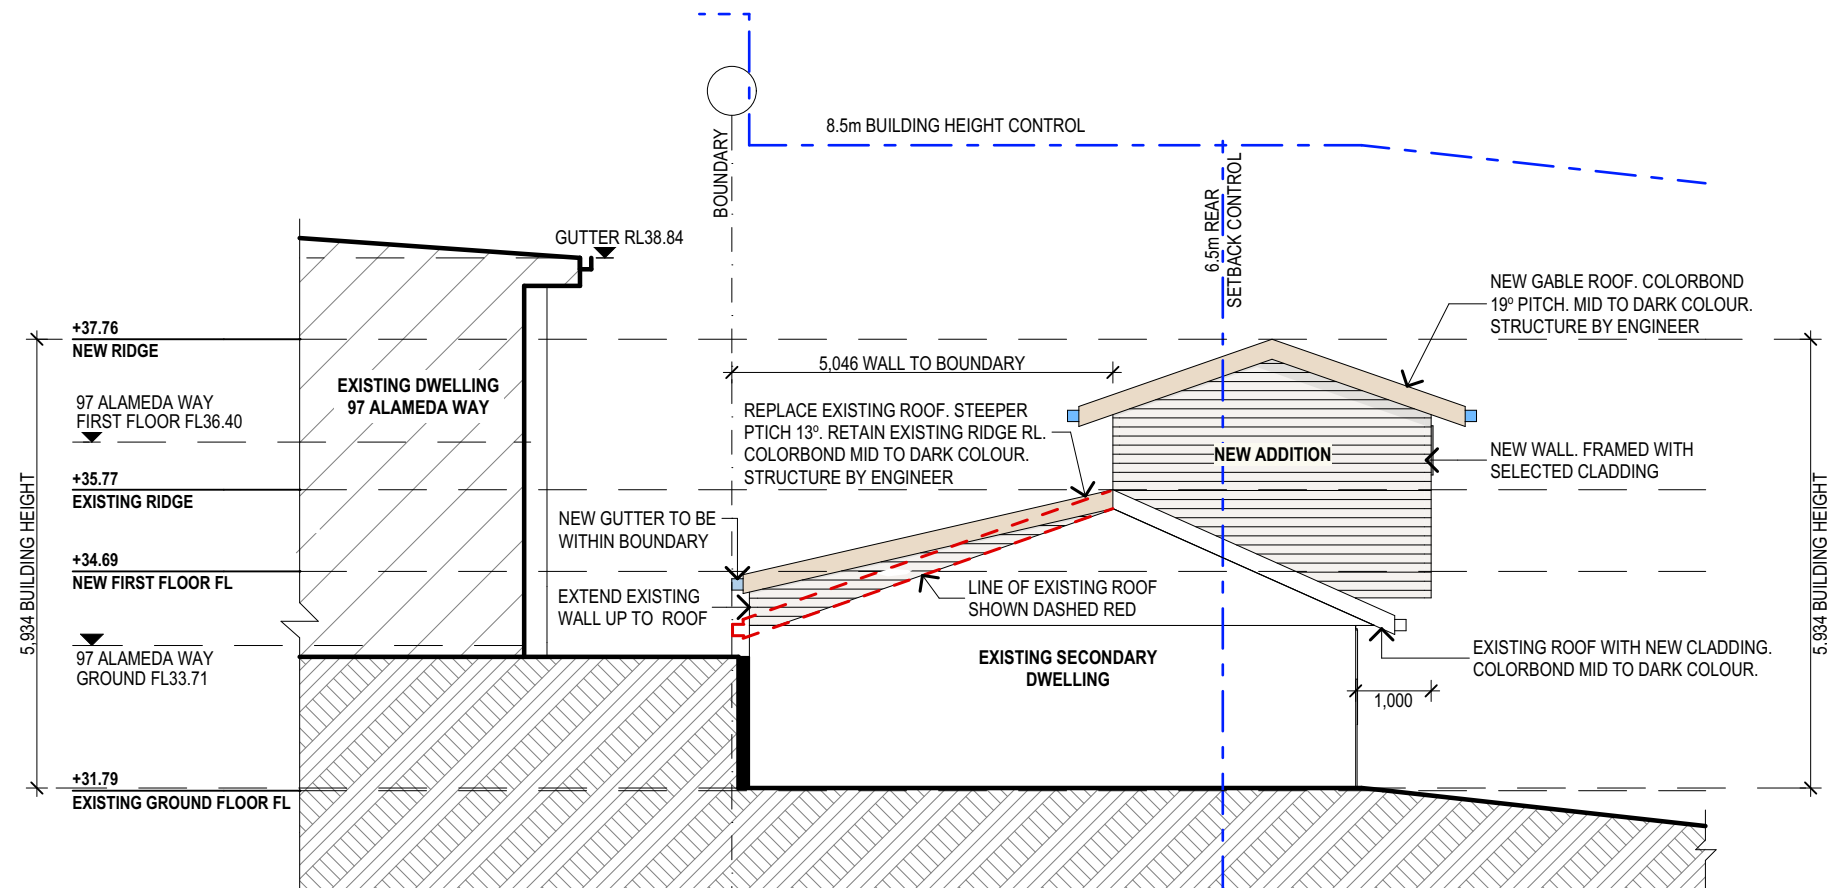 8.5m BUILDING HEIGHT CONTROL
BOUNDARY
6.5m REAR
SETBACK CONTROL
GUTTER RL38.84
+37.76
NEW RIDGE
EXISTING DWELLING
97 ALAMEDA WAY
97 ALAMEDA WAY
FIRST FLOOR FL36.40
+35.77
EXISTING RIDGE
+34.69
NEW FIRST FLOOR FL
97 ALAMEDA WAY
GROUND FL33.71
+31.79
EXISTING GROUND FLOOR FL
5,934 BUILDING HEIGHT
5,046 WALL TO BOUNDARY
REPLACE EXISTING ROOF. STEEPER
PTICH 13º. RETAIN EXISTING RIDGE RL.
COLORBOND MID TO DARK COLOUR.
STRUCTURE BY ENGINEER
NEW GUTTER TO BE
WITHIN BOUNDARY
EXTEND EXISTING
WALL UP TO ROOF
LINE OF EXISTING ROOF
SHOWN DASHED RED
EXISTING SECONDARY
DWELLING
NEW ADDITION
NEW GABLE ROOF. COLORBOND
19º PITCH. MID TO DARK COLOUR.
STRUCTURE BY ENGINEER
NEW WALL. FRAMED WITH
SELECTED CLADDING
EXISTING ROOF WITH NEW CLADDING.
COLORBOND MID TO DARK COLOUR.
1,000
5,934 BUILDING HEIGHT